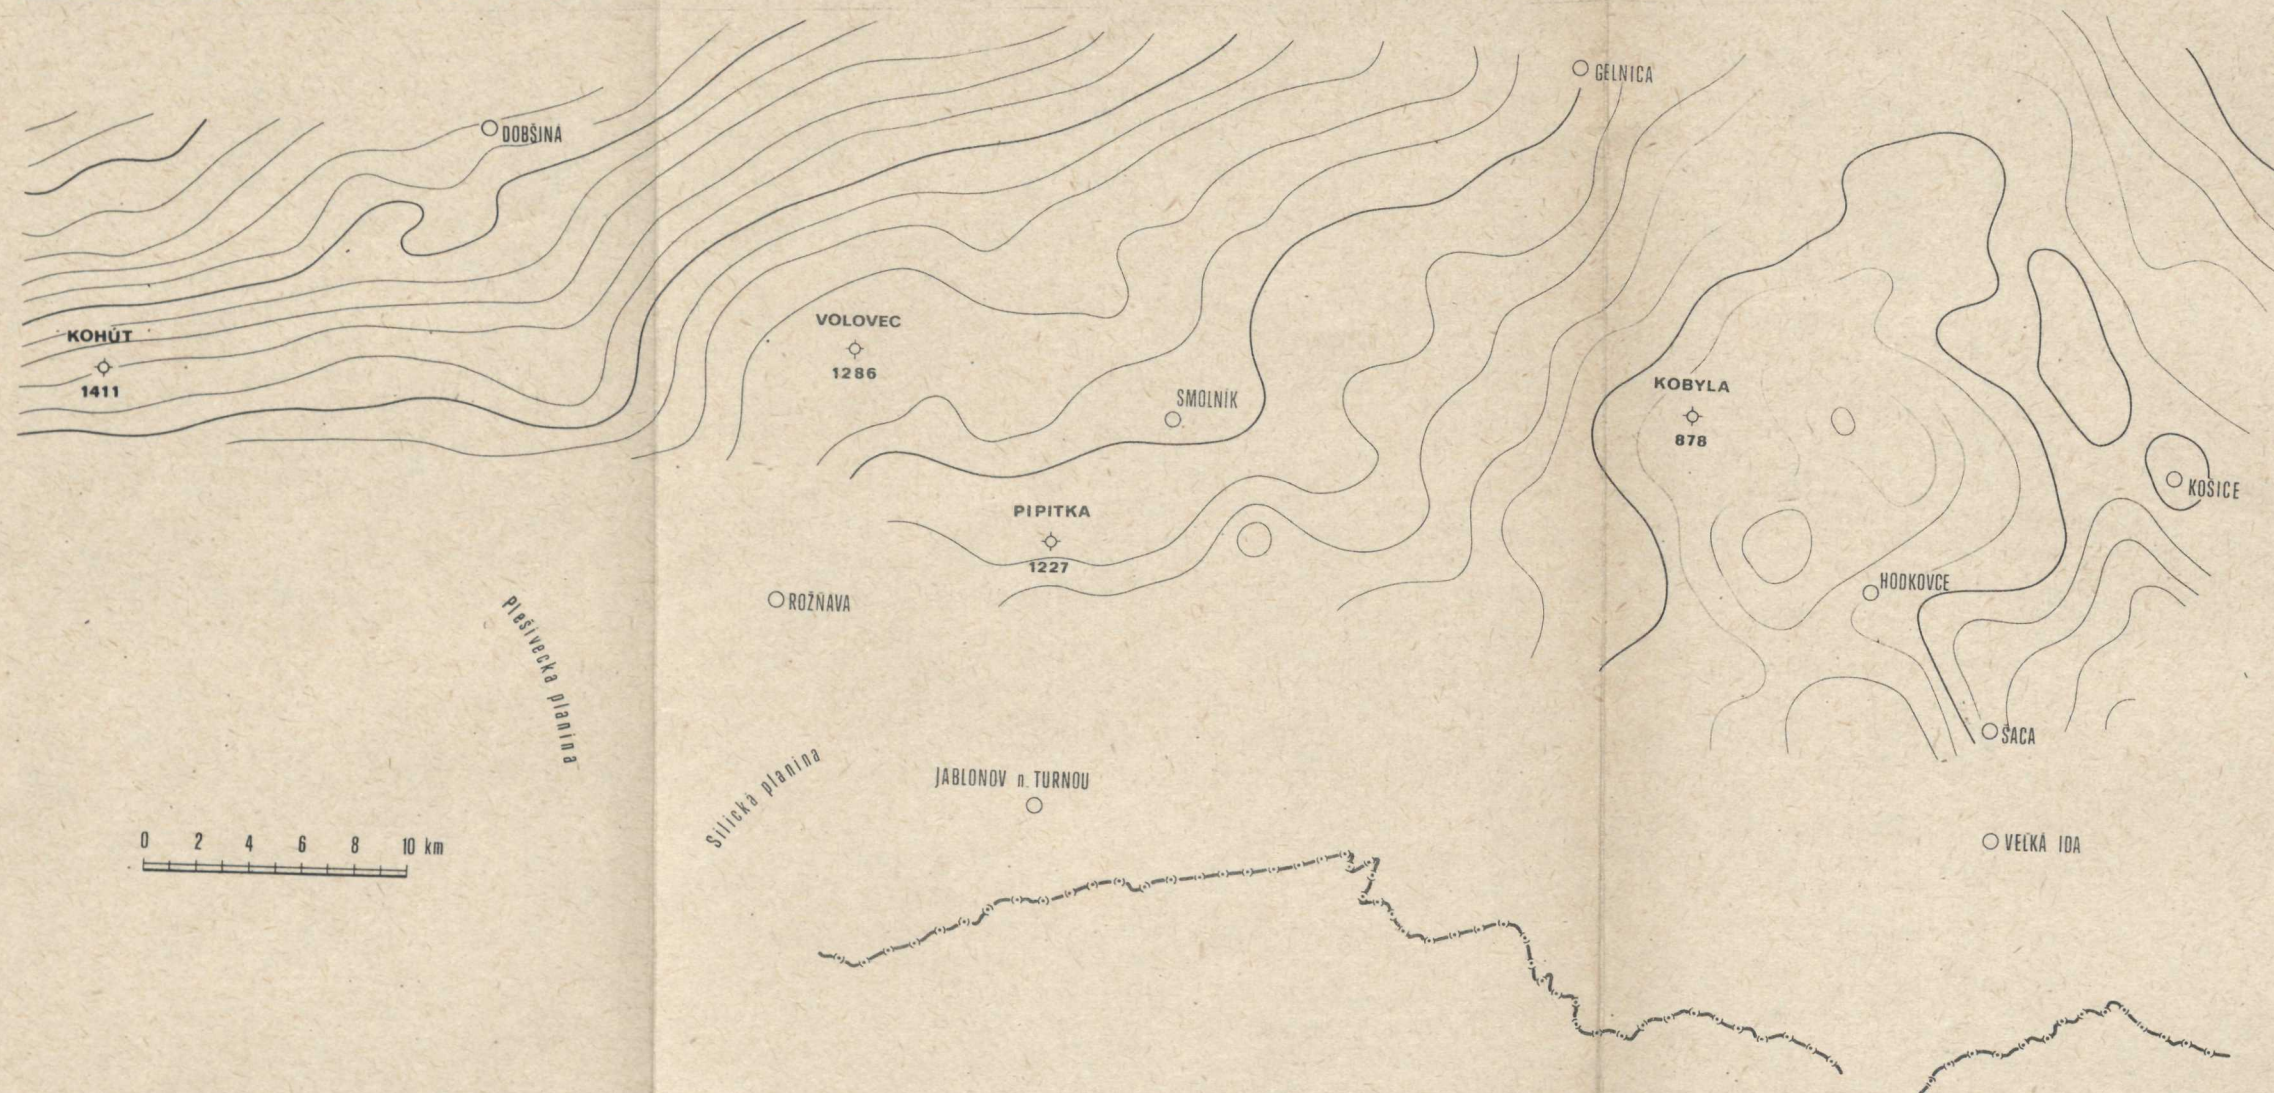 GELNICA
DOBŠINÁ
KOHÚT
1411
VOLOVEC
1286
SMOLNÍK
KOBYLA
878
KOŠICE
PIPITKA
1227
HODKOVCE
ROŽŇAVA
Plešivecká planina
ŠACA
Silická planina
JABLONOV n. TURNOU
0 2 4 6 8 10 km
VEĽKÁ IDA